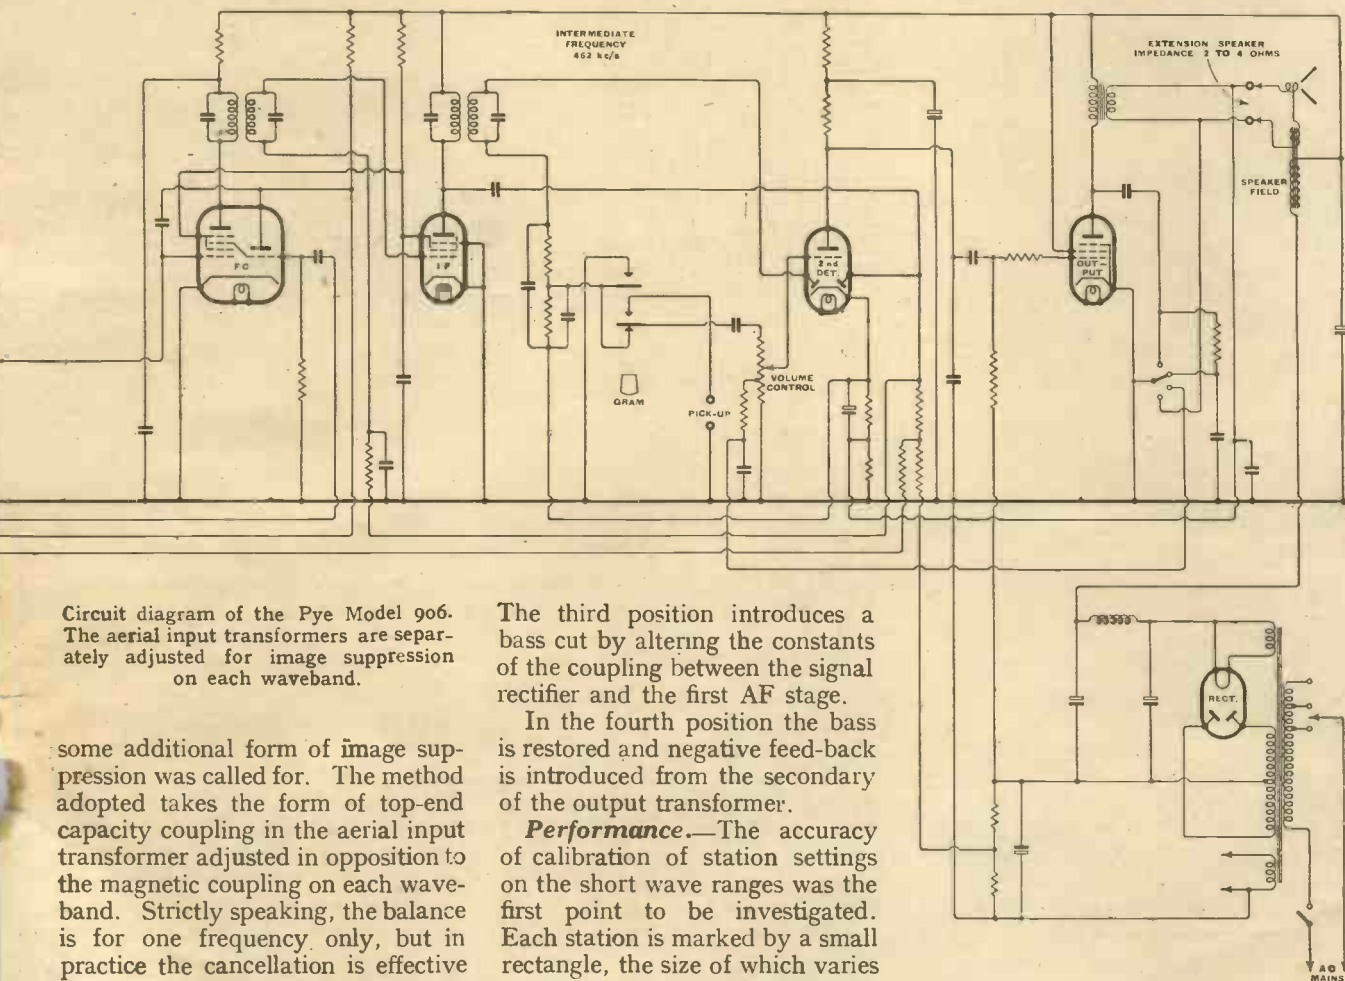 INTERMEDIATE
FREQUENCY
462 kc/s
EXTENSION SPEAKER
IMPEDANCE 2 TO 4 OHMS
SPEAKER
FIELD
FC
IF
2nd
DET.
OUT-
PUT
VOLUME
CONTROL
GRAM
PICK-UP
RECT.
AC
MAINS
Circuit diagram of the Pye Model 906.
The aerial input transformers are separ-
ately adjusted for image suppression
on each waveband.
some additional form of image sup-
pression was called for. The method
adopted takes the form of top-end
capacity coupling in the aerial input
transformer adjusted in opposition to
the magnetic coupling on each wave-
band. Strictly speaking, the balance
is for one frequency only, but in
practice the cancellation is effective
The third position introduces a
bass cut by altering the constants
of the coupling between the signal
rectifier and the first AF stage.
In the fourth position the bass
is restored and negative feed-back
is introduced from the secondary
of the output transformer.
Performance.—The accuracy
of calibration of station settings
on the short wave ranges was the
first point to be investigated.
Each station is marked by a small
rectangle, the size of which varies